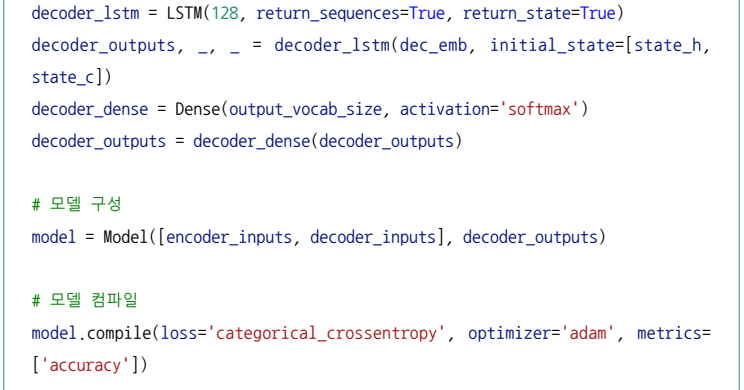 decoder_lstm = LSTM(128, return_sequences=True, return_state=True)
decoder_outputs, _, _ = decoder_lstm(dec_emb, initial_state=[state_h,
state_c])
decoder_dense = Dense(output_vocab_size, activation='softmax')
decoder_outputs = decoder_dense(decoder_outputs)

# 모델 구성
model = Model([encoder_inputs, decoder_inputs], decoder_outputs)

# 모델 컴파일
model.compile(loss='categorical_crossentropy', optimizer='adam', metrics=
['accuracy'])